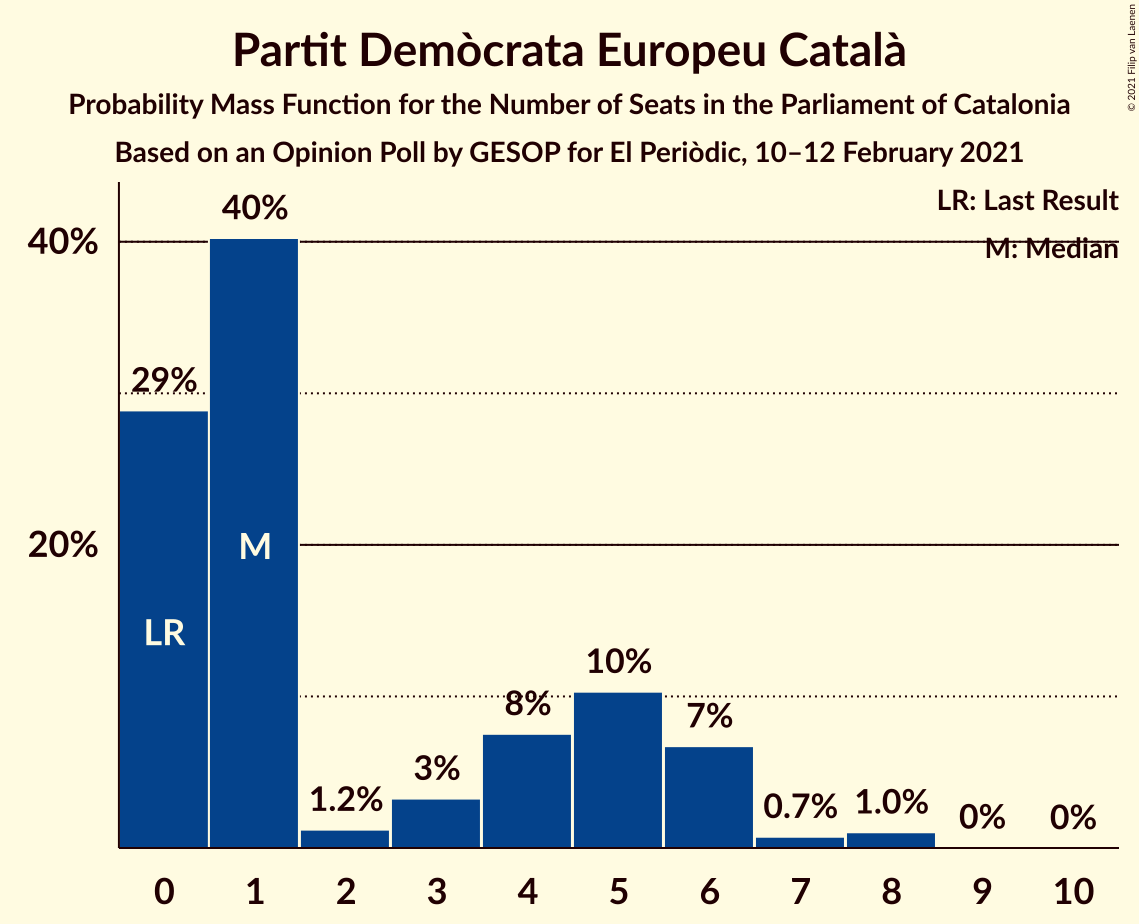 Partit Demòcrata Europeu Català
Probability Mass Function for the Number of Seats in the Parliament of Catalonia
Based on an Opinion Poll by GESOP for El Periòdic, 10–12 February 2021
© 2021 Filip van Laenen
LR: Last Result
M: Median
40%
20%
29%
40%
1.2%
3%
8%
10%
7%
0.7%
1.0%
0%
0%
LR
M
0 1 2 3 4 5 6 7 8 9 10